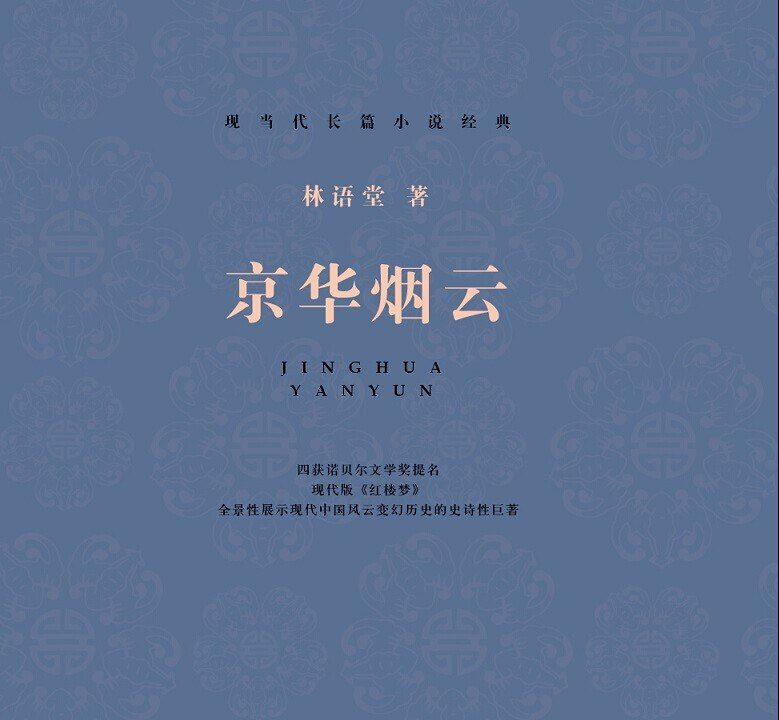 现当代长篇小说经典
林语堂 著
京华烟云
JINGHUA
YANYUN
四获诺贝尔文学奖提名
现代版《红楼梦》
全景性展示现代中国风云变幻历史的史诗性巨著